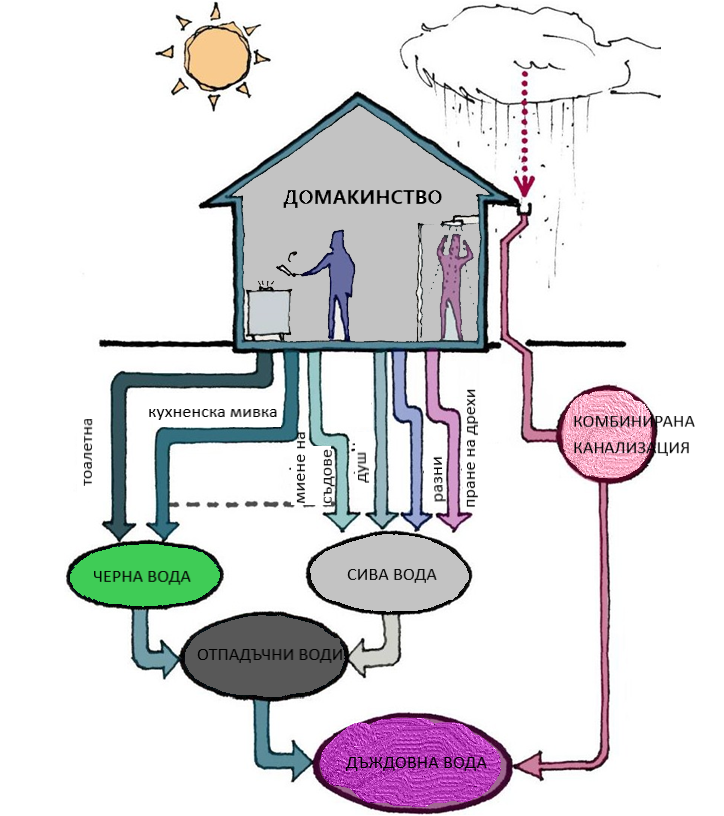 ДОМАКИНСТВО
тоалетна
кухненска мивка
миене на
съдове
душ
разни
пране на дрехи
КОМБИНИРАНА
КАНАЛИЗАЦИЯ
ЧЕРНА ВОДА
СИВА ВОДА
ОТПАДЪЧНИ ВОДИ
ДЪЖДОВНА ВОДА